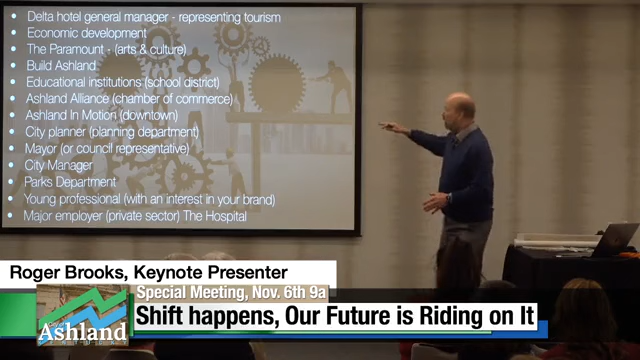 • Delta hotel general manager - representing tourism
• Economic development
• The Paramount - (arts & culture)
• Build Ashland
• Educational institutions (school district)
• Ashland Alliance (chamber of commerce)
• Ashland In Motion (downtown)
• City planner (planning department)
• Mayor (or council representative)
• City Manager
• Parks Department
• Young professional (with an interest in your brand)
• Major employer (private sector) The Hospital
Roger Brooks, Keynote Presenter
Special Meeting, Nov. 6th 9a
Shift happens, Our Future is Riding on It
Ashland